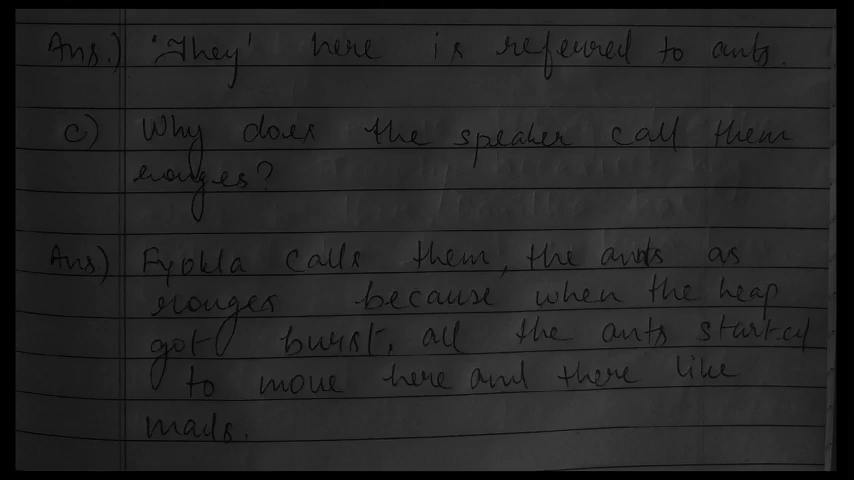 Ans.) 'They' here is referred to ants.
c) Why does the speaker call them
rouges?
Ans) Fyokla calls them, the ants as
rouges because when the heap
got burst, all the ants started
to move here and there like
mads.